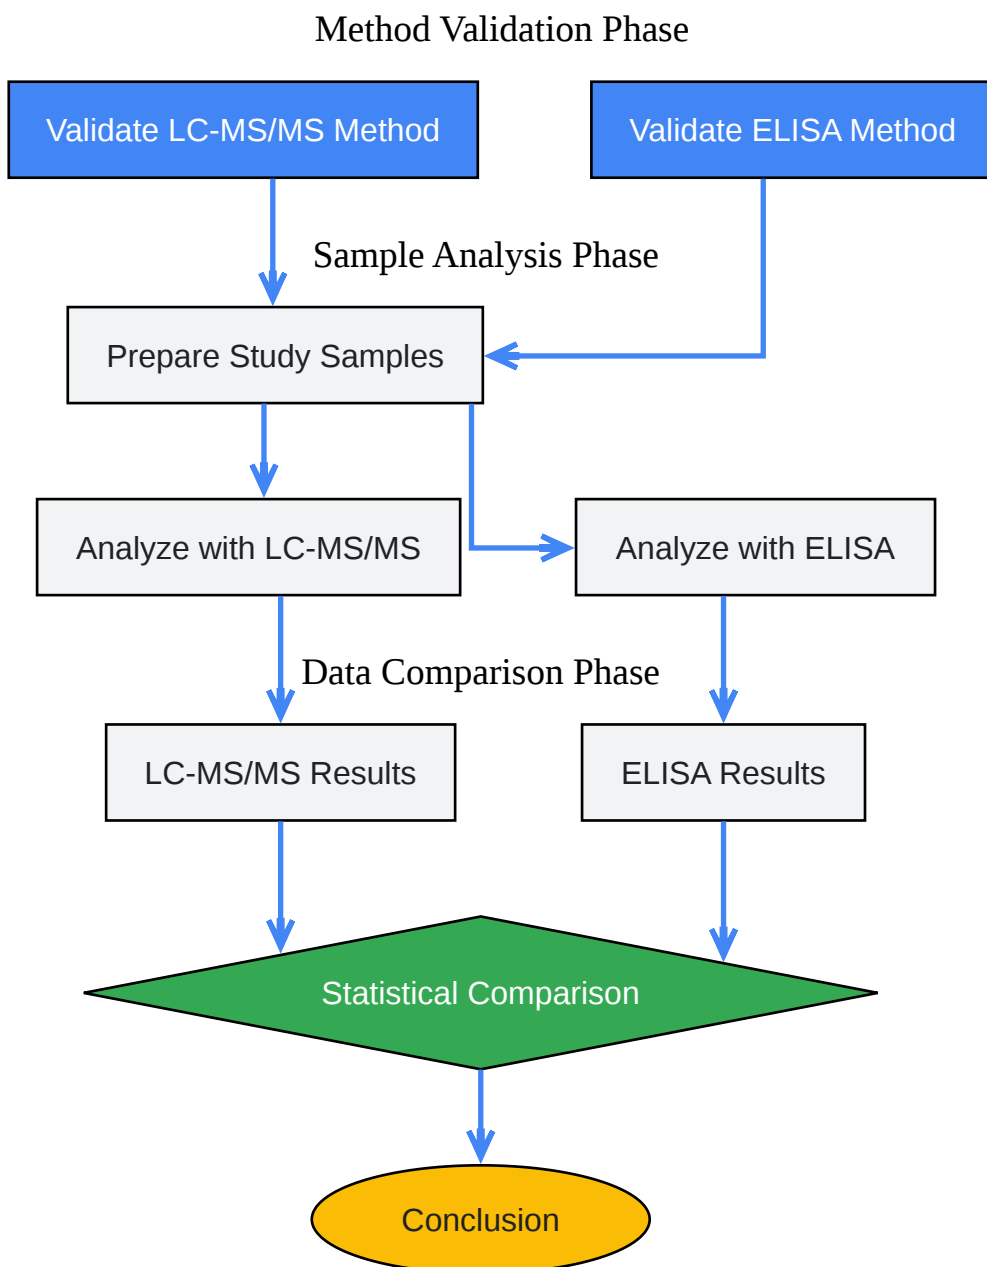 Method Validation Phase
Validate LC-MS/MS Method
Validate ELISA Method
Sample Analysis Phase
Prepare Study Samples
Analyze with LC-MS/MS
Analyze with ELISA
Data Comparison Phase
LC-MS/MS Results
ELISA Results
Statistical Comparison
Conclusion